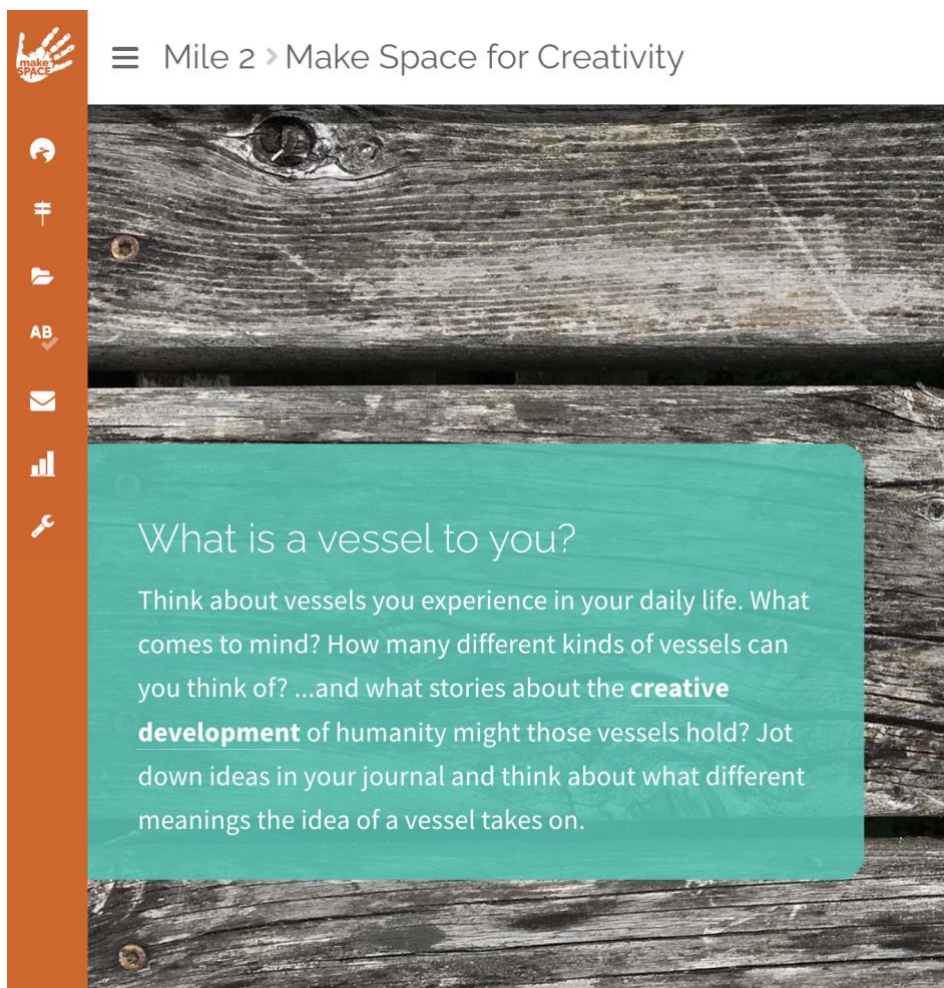 make
SPACE
Mile 2 > Make Space for Creativity
AB
What is a vessel to you?
Think about vessels you experience in your daily life. What
comes to mind? How many different kinds of vessels can
you think of? ...and what stories about the creative
development of humanity might those vessels hold? Jot
down ideas in your journal and think about what different
meanings the idea of a vessel takes on.